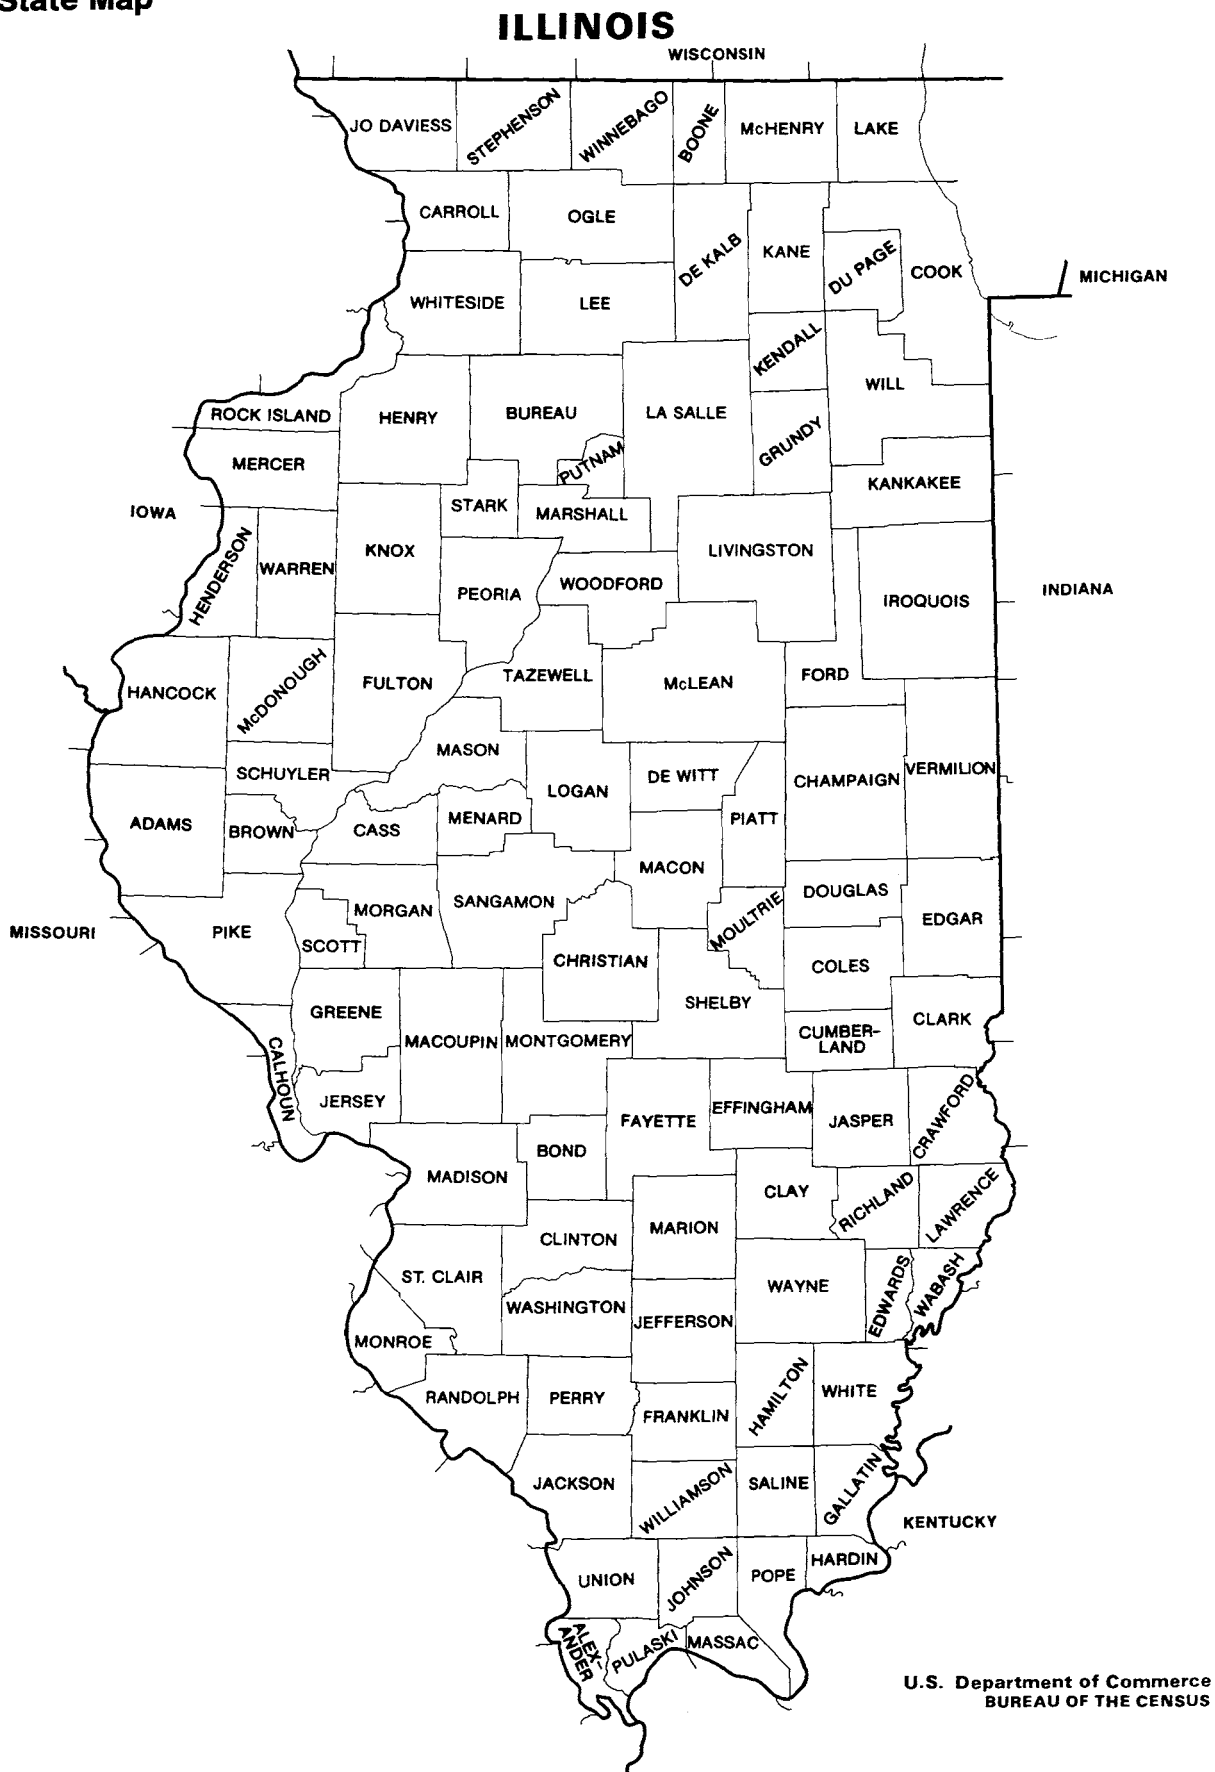 State Map
ILLINOIS
WISCONSIN
JO DAVIESS
STEPHENSON
WINNEBAGO
BOONE
McHENRY
LAKE
CARROLL
OGLE
DE KALB
KANE
DU PAGE
COOK
MICHIGAN
WHITESIDE
LEE
KENDALL
WILL
ROCK ISLAND
HENRY
BUREAU
LA SALLE
GRUNDY
MERCER
PUTNAM
KANKAKEE
IOWA
STARK
MARSHALL
HENDERSON
WARREN
KNOX
LIVINGSTON
PEORIA
WOODFORD
IROQUOIS
INDIANA
HANCOCK
McDONOUGH
FULTON
TAZEWELL
McLEAN
FORD
MASON
SCHUYLER
LOGAN
DE WITT
CHAMPAIGN
VERMILION
ADAMS
BROWN
CASS
MENARD
PIATT
MACON
DOUGLAS
MISSOURI
PIKE
SCOTT
MORGAN
SANGAMON
MOULTRIE
EDGAR
CHRISTIAN
COLES
SHELBY
GREENE
MACOUPIN
MONTGOMERY
CUMBER-
LAND
CLARK
CALHOUN
JERSEY
FAYETTE
EFFINGHAM
JASPER
CRAWFORD
BOND
MADISON
CLAY
RICHLAND
LAWRENCE
CLINTON
MARION
ST. CLAIR
WAYNE
EDWARDS
WABASH
WASHINGTON
JEFFERSON
MONROE
RANDOLPH
PERRY
FRANKLIN
HAMILTON
WHITE
JACKSON
WILLIAMSON
SALINE
GALLATIN
KENTUCKY
UNION
JOHNSON
POPE
HARDIN
ALEX-
ANDER
PULASKI
MASSAC
U.S. Department of Commerce
BUREAU OF THE CENSUS